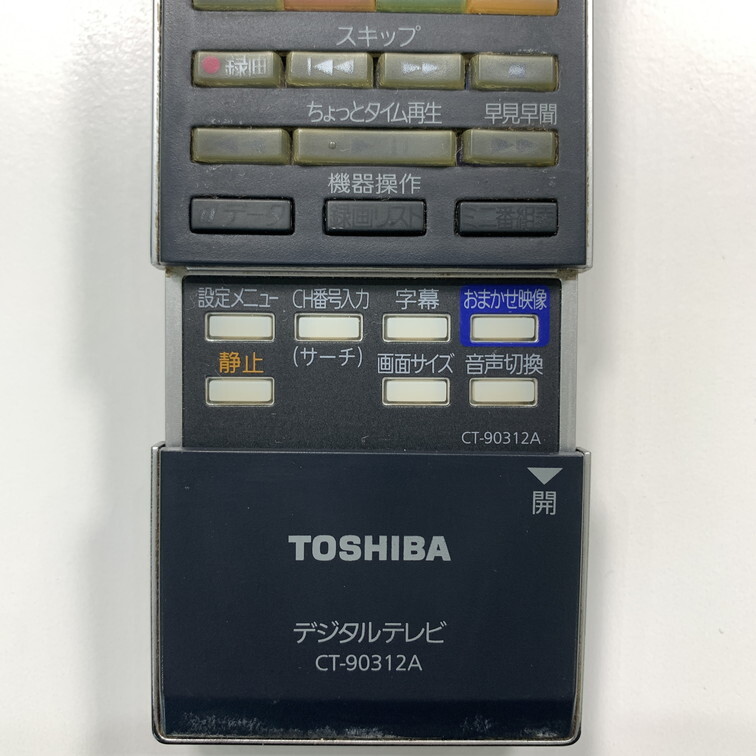 スキップ
録画
ちょっとタイム再生 早見早聞
機器操作
dデータ 録画リスト ミニ番組表
設定メニュー CH番号入力 字幕 おまかせ映像
静止 (サーチ) 画面サイズ 音声切換
CT-90312A
開
TOSHIBA
デジタルテレビ
CT-90312A